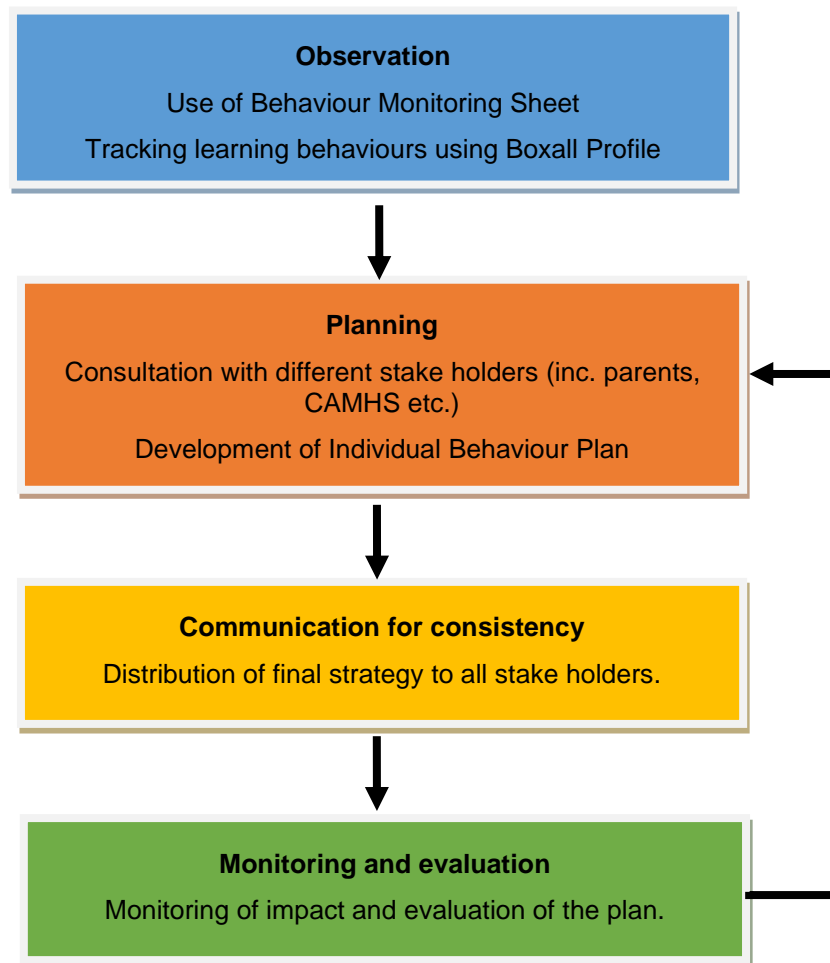 Observation
Use of Behaviour Monitoring Sheet
Tracking learning behaviours using Boxall Profile
Planning
Consultation with different stake holders (inc. parents,
CAMHS etc.)
Development of Individual Behaviour Plan
Communication for consistency
Distribution of final strategy to all stake holders.
Monitoring and evaluation
Monitoring of impact and evaluation of the plan.